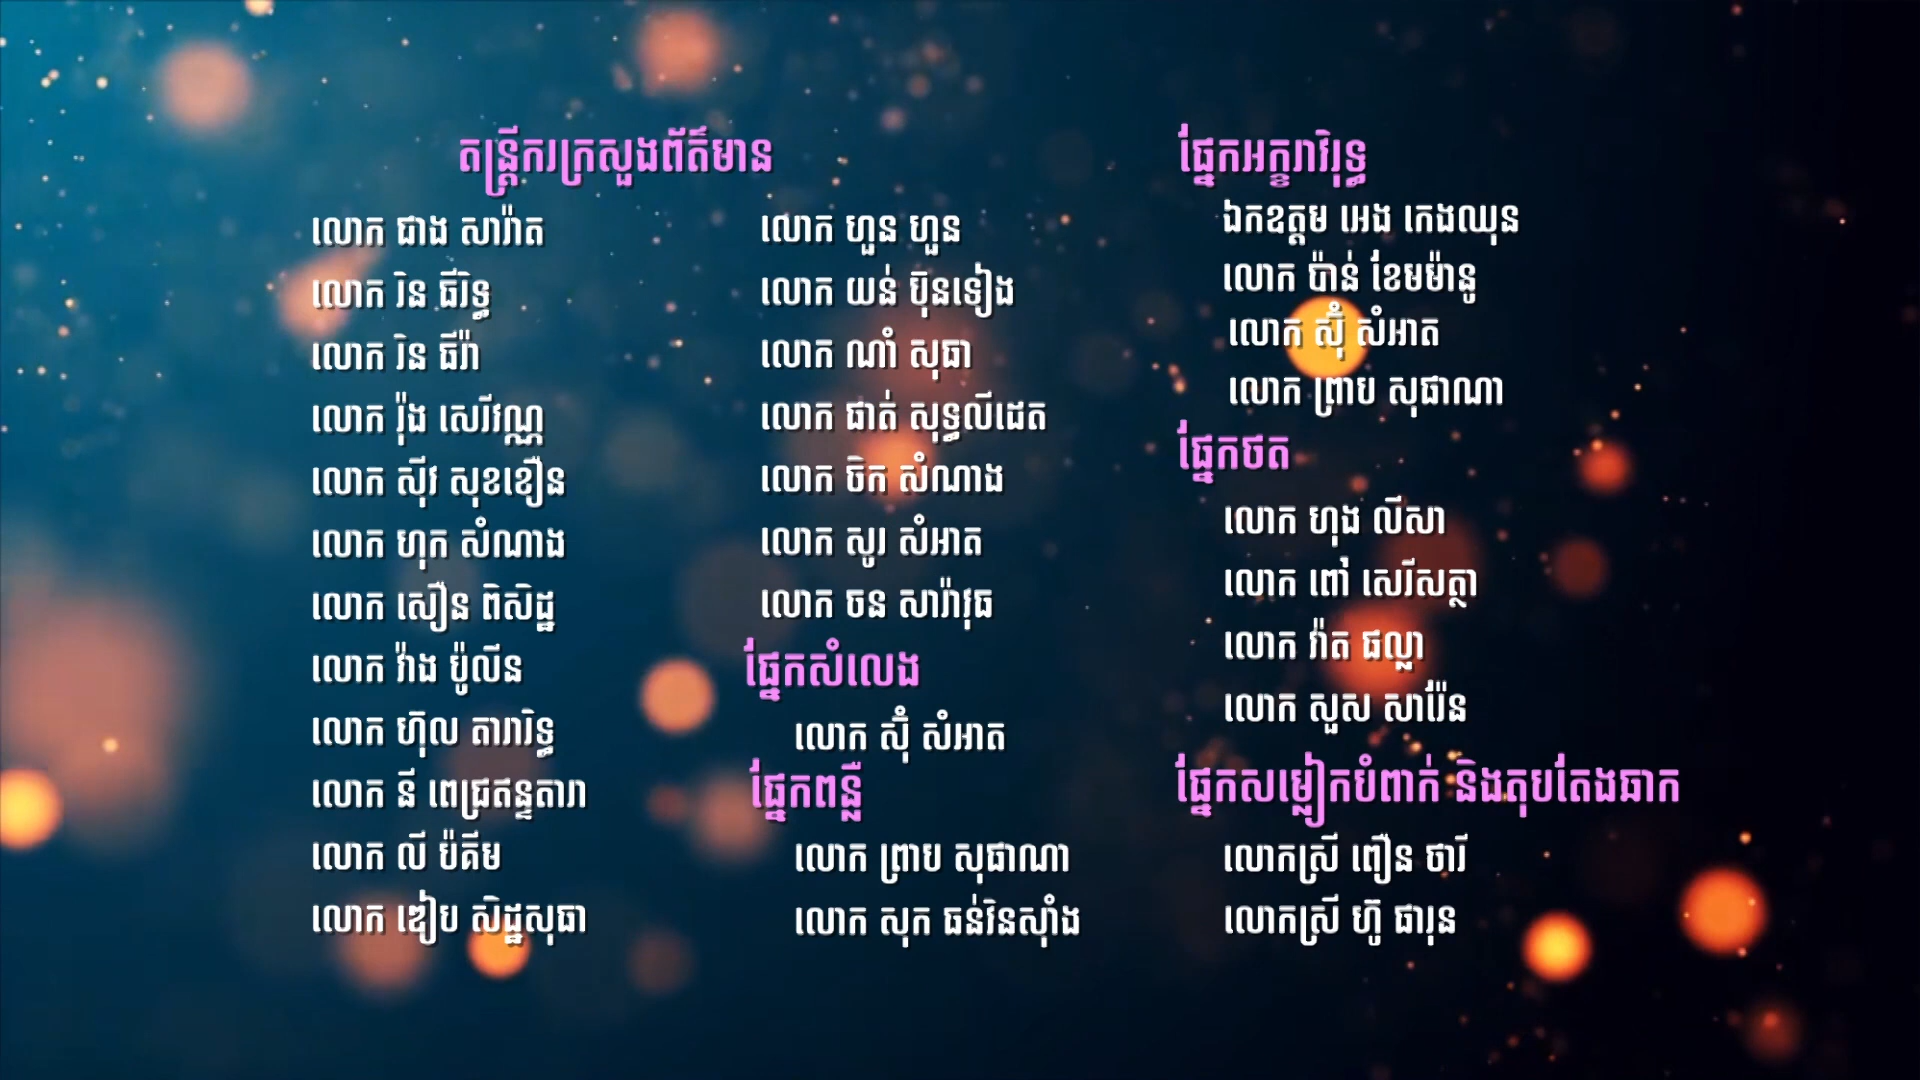 តន្ត្រីករក្រសួងព័ត៌មាន
លោក ជាង សារ៉ាត
លោក រិន ធីរិទ្ធ
លោក រិន ធីរ៉ា
លោក រ៉ុង សេរីវណ្ណ
លោក ស៊ីវ សុខខឿន
លោក ហុក សំណាង
លោក សឿន ពិសិដ្ឋ
លោក វ៉ាង ប៉ូលីន
លោក ហ៊ុល តារារិទ្ធ
លោក នី ពេជ្រឥន្ទតារា
លោក លី ប៉គីម
លោក ឌៀប សិដ្ឋសុធា
លោក ហួន ហួន
លោក យន់ ប៊ុនទៀង
លោក ណាំ សុធា
លោក ផាត់ សុទ្ធលីដេត
លោក ចិក សំណាង
លោក សូរ សំអាត
លោក ចន សារ៉ាវុធ
ផ្នែកសំលេង
លោក ស៊ុំ សំអាត
ផ្នែកពន្លឺ
លោក ព្រាប សុផាណា
លោក សុក ធន់វិនស៊ាំង
ផ្នែកអក្ខរាវិរុទ្ធ
ឯកឧត្តម អេង កេងឈុន
លោក ប៉ាន់ ខែមម៉ានូ
លោក ស៊ុំ សំអាត
លោក ព្រាប សុផាណា
ផ្នែកថត
លោក ហុង លីសា
លោក ពៅ សេរីសត្ថា
លោក វ៉ាត ផល្លា
លោក សួស សារ៉ែន
ផ្នែកសម្លៀកបំពាក់ និងតុបតែងឆាក
លោកស្រី ពឿន ថារី
លោកស្រី ហ៊ូ ផារុន